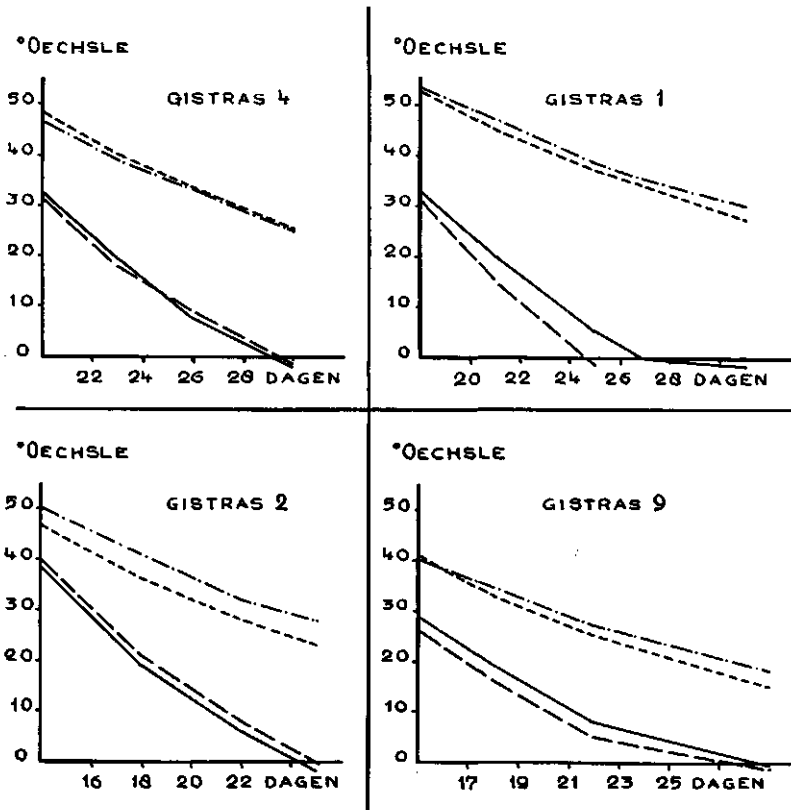 °OECHSLE
GISTRAS 4
50
40
30
20
10
0
22 24 26 28 DAGEN
°OECHSLE
GISTRAS 1
50
40
30
20
10
0
20 22 24 26 28 DAGEN
°OECHSLE
GISTRAS 2
50
40
30
20
10
0
16 18 20 22 DAGEN
°OECHSLE
GISTRAS 9
50
40
30
20
10
0
17 19 21 23 25 DAGEN